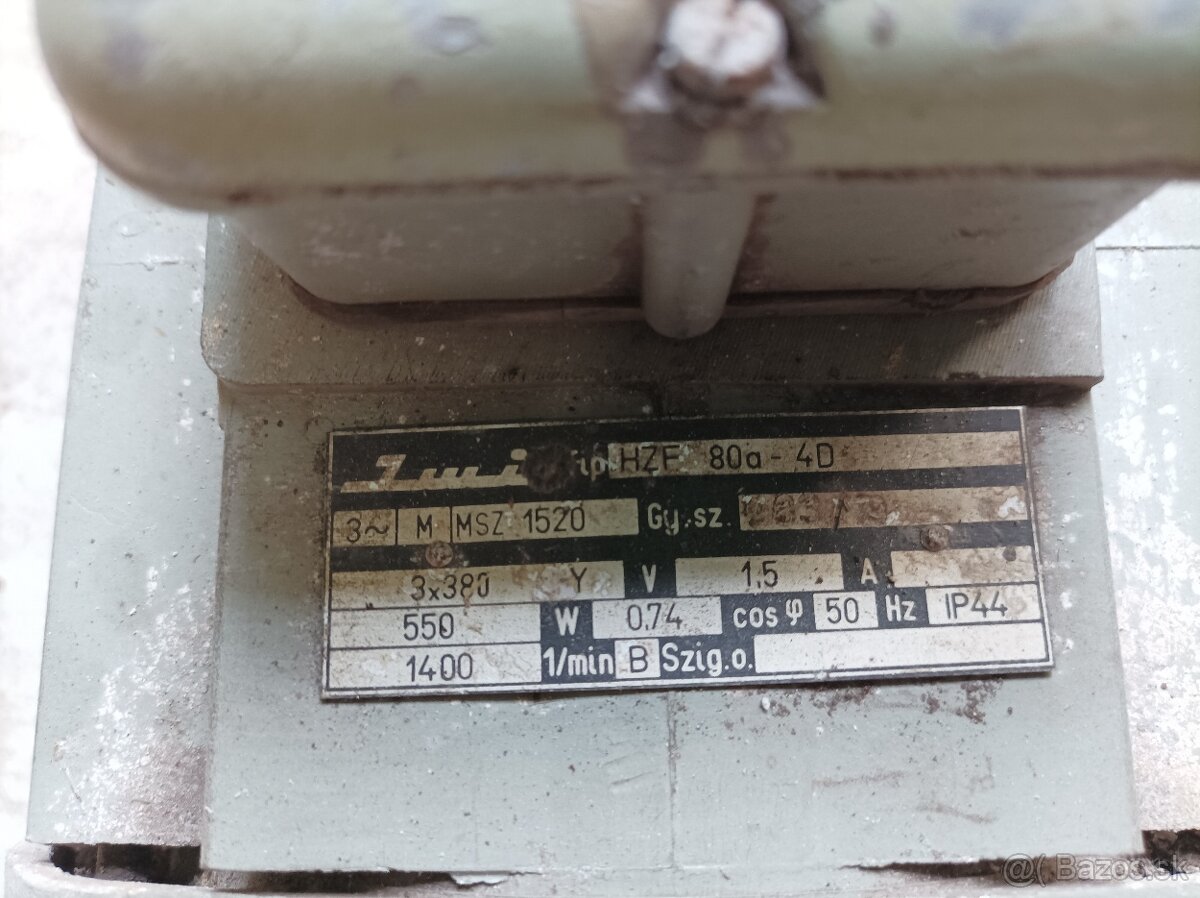 HZF 80a - 4D
3~ M MSZ 1520 Gy.sz.
3x380 Y V 1,5 A
550 W 0,74 cos φ 50 Hz IP44
1400 1/min B Szig.o.
Bazos.sk